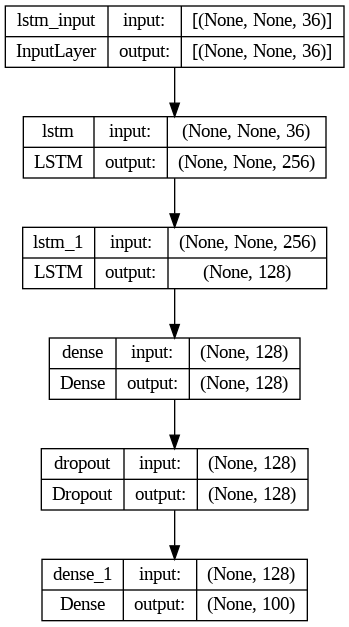 lstm_input input: [(None, None, 36)]
InputLayer output: [(None, None, 36)]
lstm input: (None, None, 36)
LSTM output: (None, None, 256)
lstm_1 input: (None, None, 256)
LSTM output: (None, 128)
dense input: (None, 128)
Dense output: (None, 128)
dropout input: (None, 128)
Dropout output: (None, 128)
dense_1 input: (None, 128)
Dense output: (None, 100)